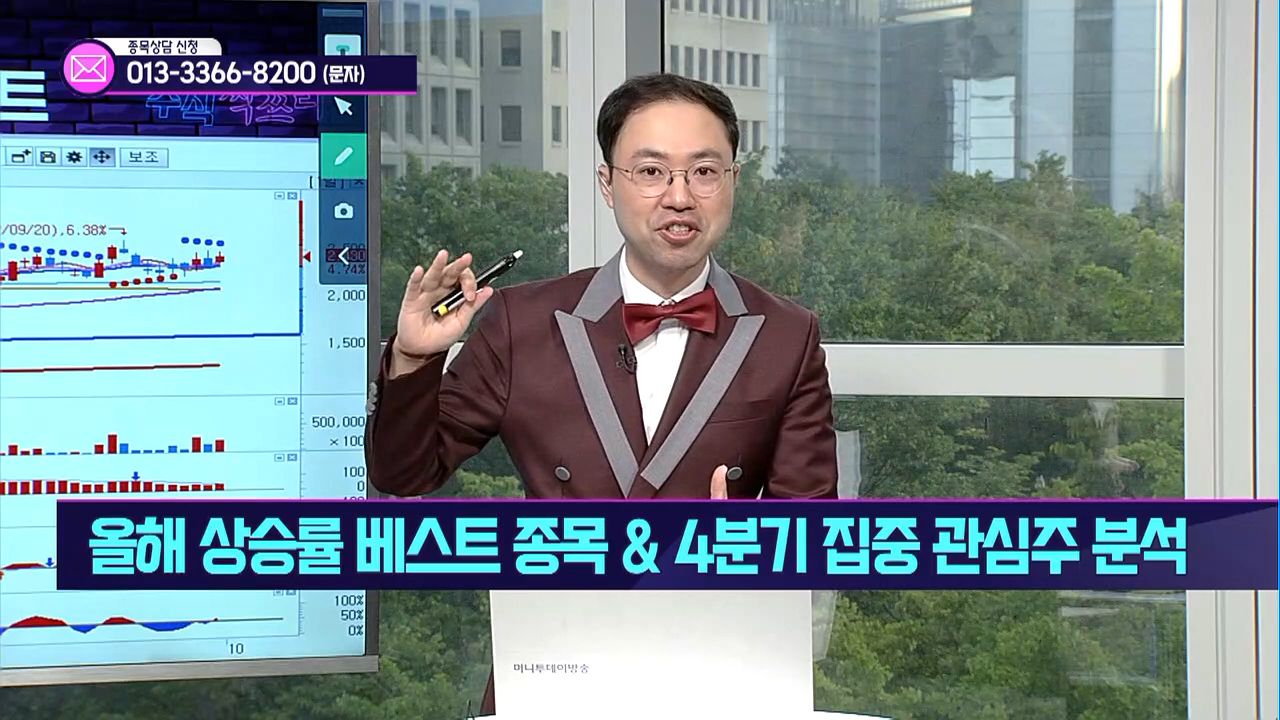 종목상담 신청
013-3366-8200 (문자)
보조
/09/20),6.38%
4.74%
2,000
1,500
500,000
× 100
100
0
올해 상승률 베스트 종목 & 4분기 집중 관심주 분석
100%
50%
0%
10
머니투데이방송